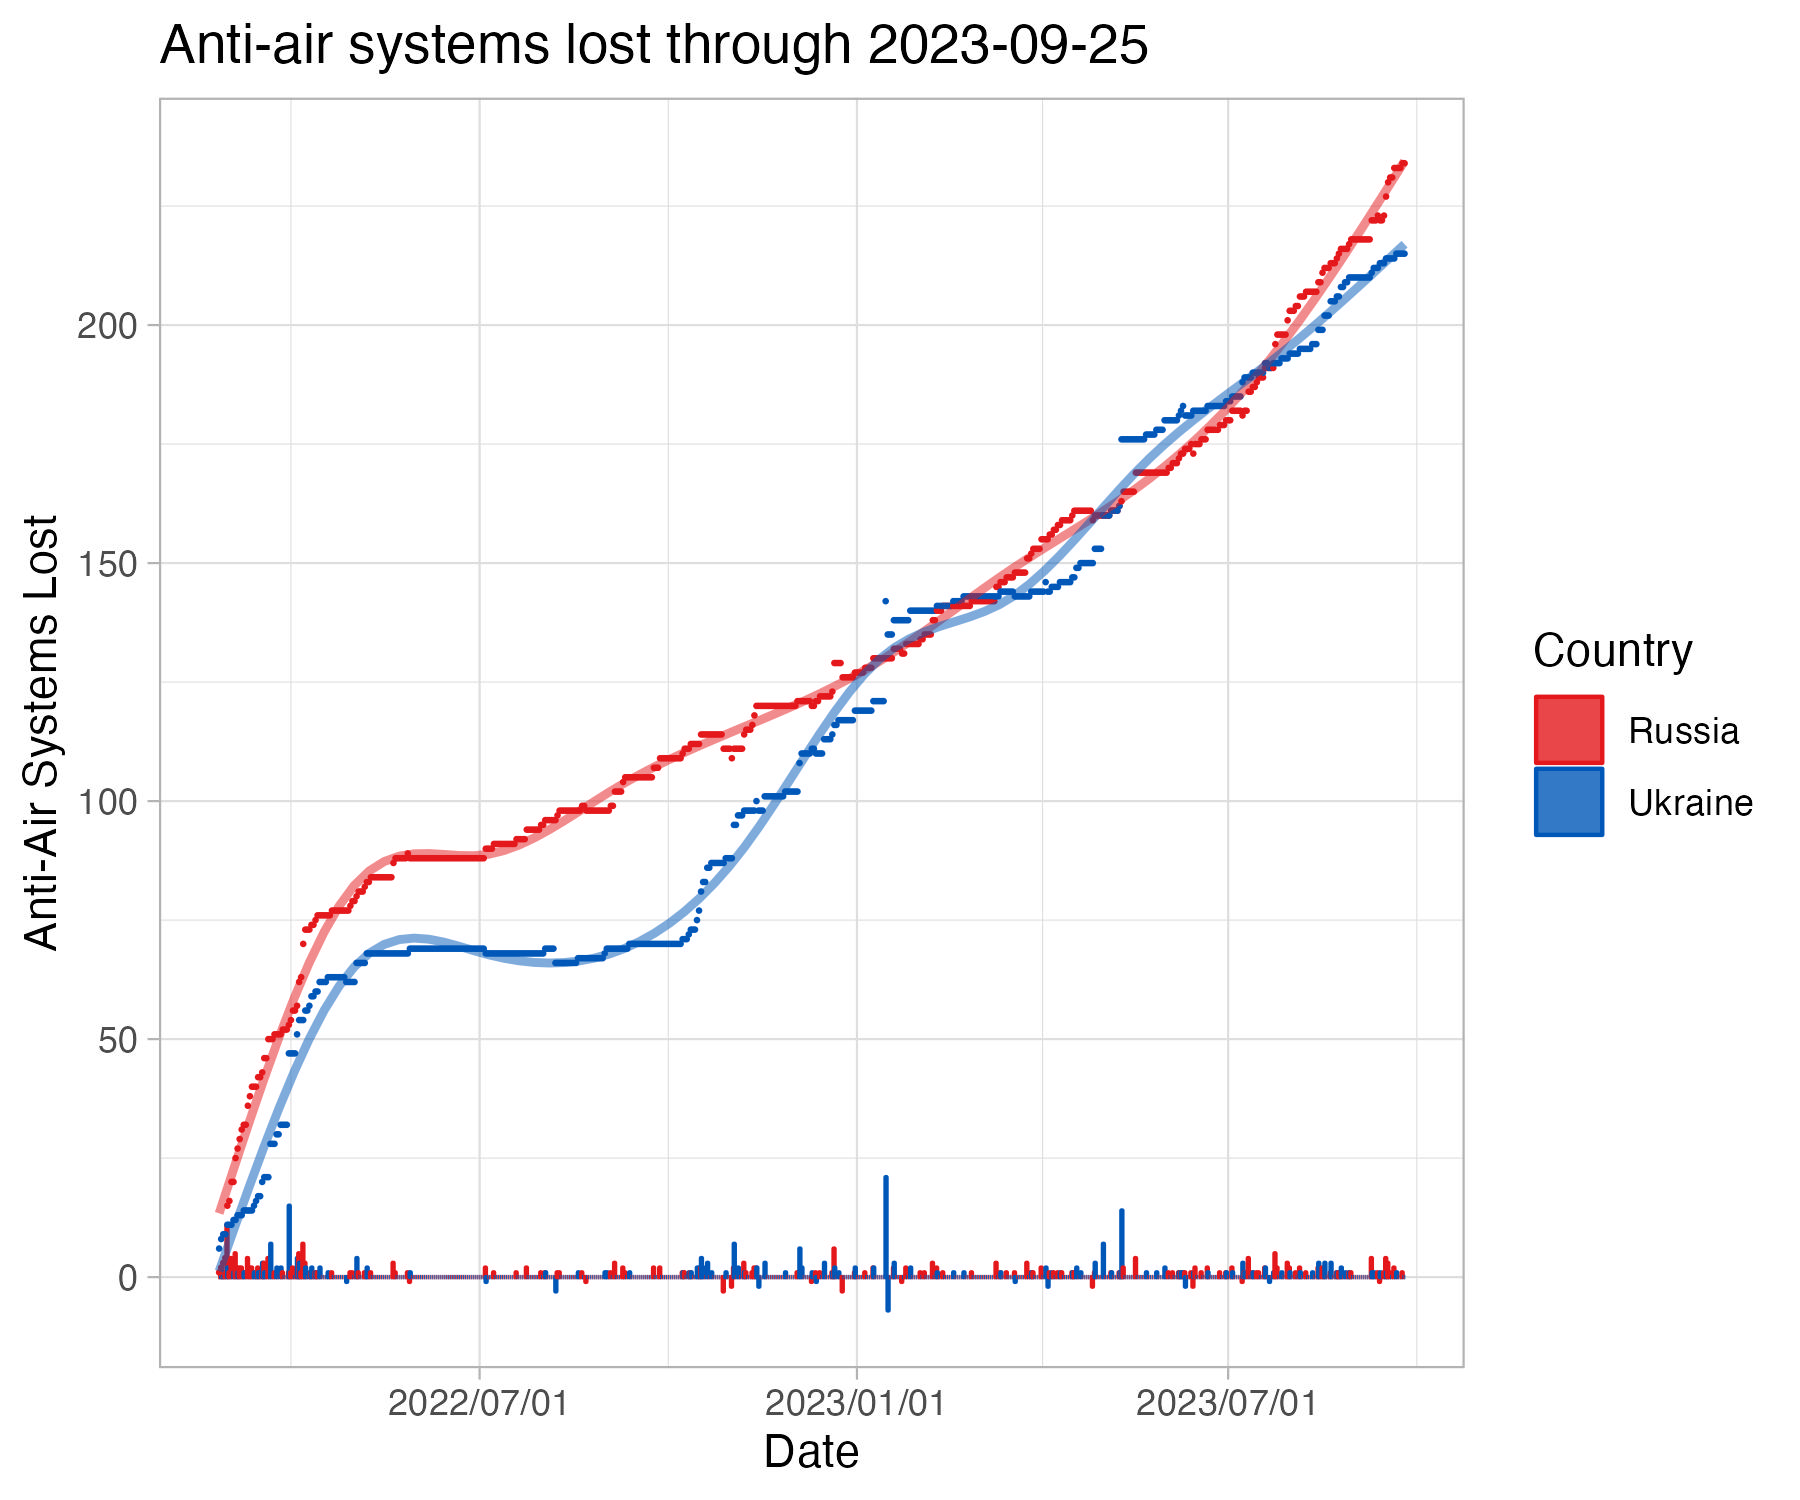 Anti-air systems lost through 2023-09-25
Anti-Air Systems Lost
200
150
100
50
0
2022/07/01
2023/01/01
2023/07/01
Date
Country
Russia
Ukraine